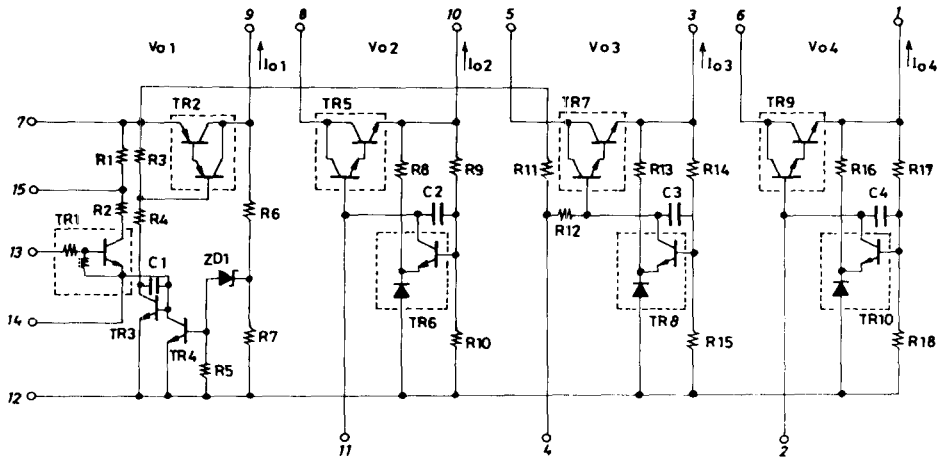 9 8 10 5 3 6 1
Vo1 Io1 Vo2 Io2 Vo3 Io3 Vo4 Io4
TR2 TR5 TR7 TR9
7
R1 R3 R8 R9 R11 R13 R14 R16 R17
15
R2 R4 R6 C2 C3 C4
R12
TR1
13
C1 ZD1
14
TR3 TR4 R5 R7 TR6 R10 TR8 R15 TR10 R18
12
11 4 2